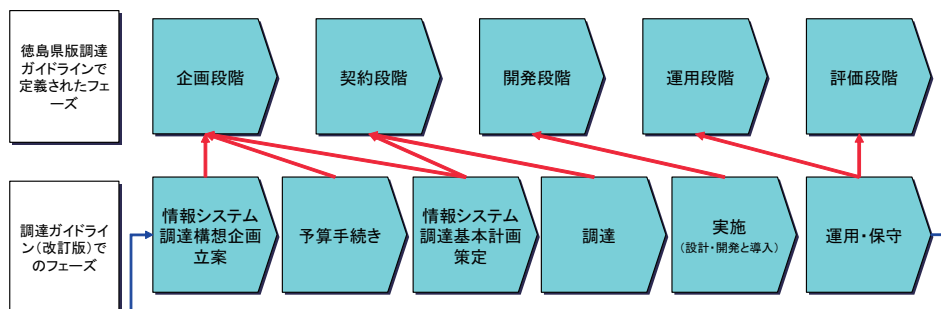 徳島県版調達
ガイドラインで
定義されたフェ
ーズ
企画段階
契約段階
開発段階
運用段階
評価段階
調達ガイドライ
ン(改訂版)で
のフェーズ
情報システム
調達構想企画
立案
予算手続き
情報システム
調達基本計画
策定
調達
実施
(設計・開発と導入)
運用・保守